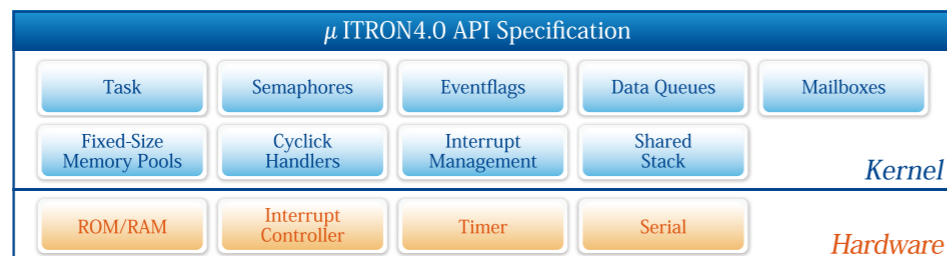 μ ITRON4.0 API Specification
Task
Semaphores
Eventflags
Data Queues
Mailboxes
Fixed-Size
Memory Pools
Cyclick
Handlers
Interrupt
Management
Shared
Stack
Kernel
ROM/RAM
Interrupt
Controller
Timer
Serial
Hardware